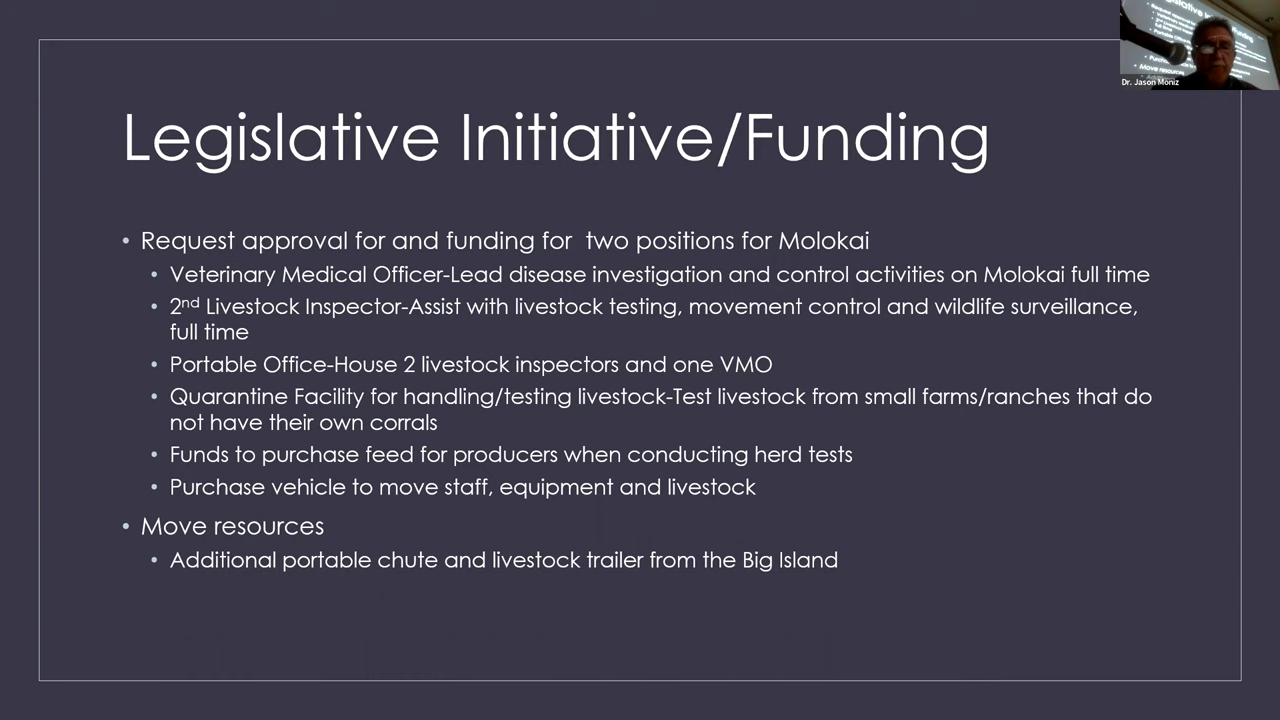 Legislative Initiative/Funding
• Request approval for and funding for  two positions for Molokai
• Veterinary Medical Officer-Lead disease investigation and control activities on Molokai full time
• 2nd Livestock Inspector-Assist with livestock testing, movement control and wildlife surveillance,
full time
• Portable Office-House 2 livestock inspectors and one VMO
• Quarantine Facility for handling/testing livestock-Test livestock from small farms/ranches that do
not have their own corrals
• Funds to purchase feed for producers when conducting herd tests
• Purchase vehicle to move staff, equipment and livestock
• Move resources
• Additional portable chute and livestock trailer from the Big Island
Dr. Jason Moniz
Move resources